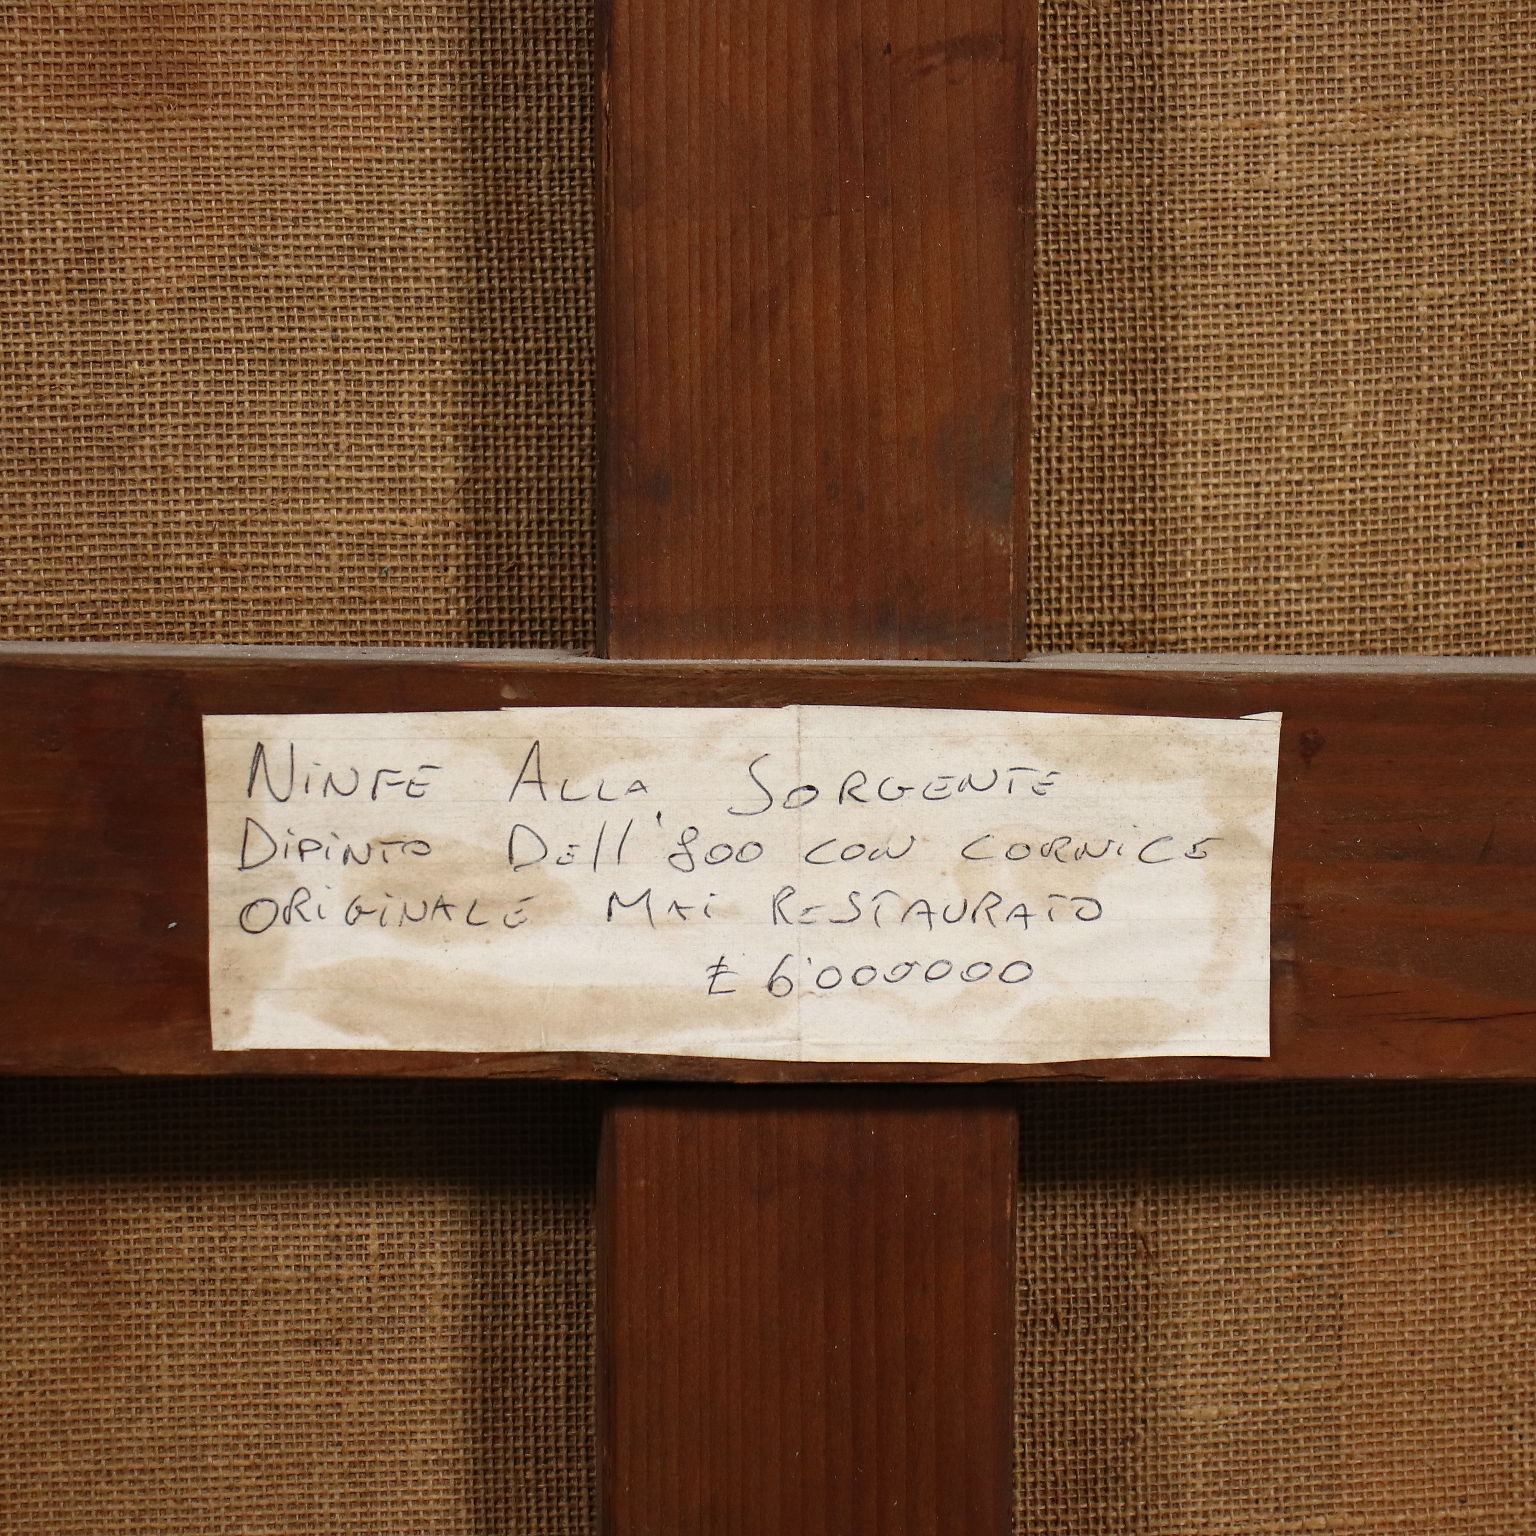 NiNFE ALLA SORGENTE
DiPiNTO DEll'800 CON CORNiCE
ORiGiNALE MAi RESTAURATO
£ 6'000000